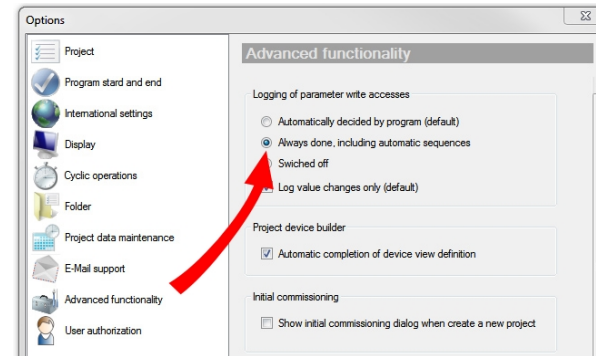 Options
Project
Program stard and end
International settings
Display
Cyclic operations
Folder
Project data maintenance
E-Mail support
Advanced functionality
User authorization
Advanced functionality
Logging of parameter write accesses
Automatically decided by program (default)
Always done, including automatic sequences
Swiched off
Log value changes only (default)
Project device builder
Automatic completion of device view definition
Initial commissioning
Show initial commissioning dialog when create a new project